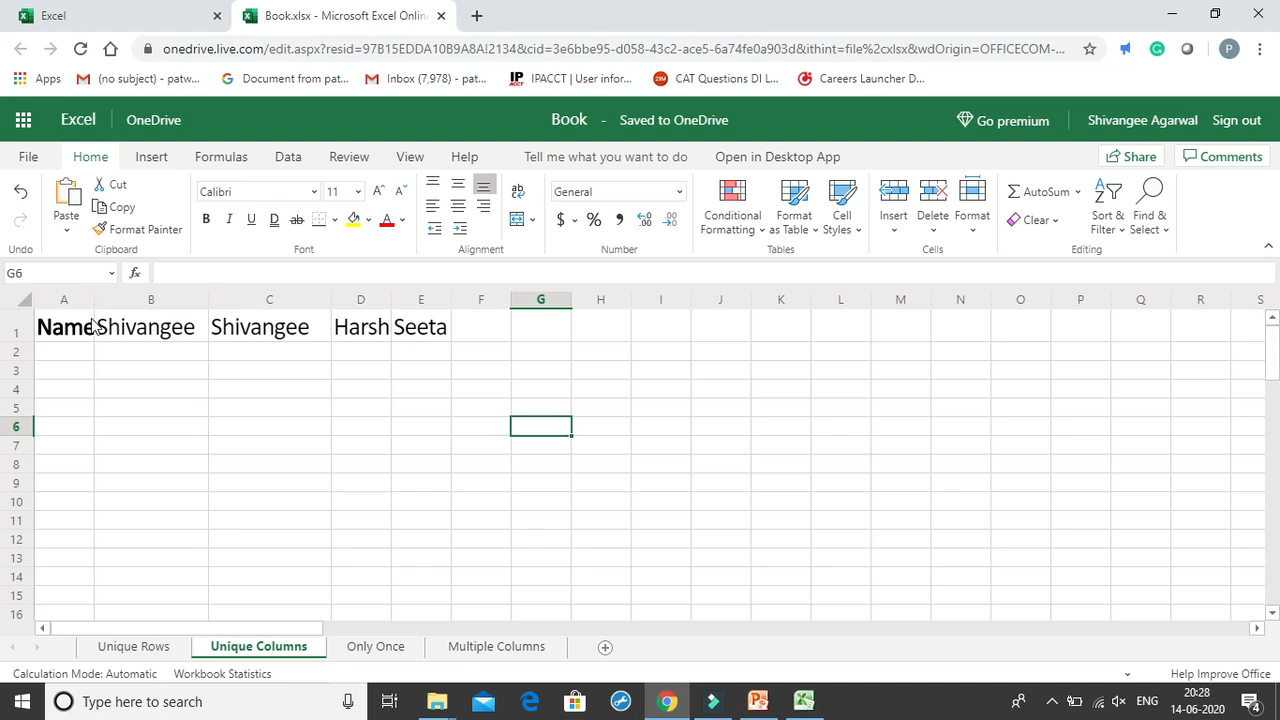 Excel
Book.xlsx - Microsoft Excel Onlin
onedrive.live.com/edit.aspx?resid=97B15EDDA10B9A8A!2134&cid=3e6bbe95-d058-43c2-ace5-6a74fe0a903d&ithint=file%2cxlsx&wdOrigin=OFFICECOM-...
P
Apps
(no subject) - patw...
Document from pat...
Inbox (7,978) - pat...
IPACCT | User infor...
CAT Questions DI L...
Careers Launcher D...
Excel
OneDrive
Book - Saved to OneDrive
Go premium
Shivangee Agarwal
Sign out
File
Home
Insert
Formulas
Data
Review
View
Help
Tell me what you want to do
Open in Desktop App
Share
Comments
Paste
Cut
Copy
Format Painter
Calibri
11
B I U D ab
General
$ % 9
Conditional Formatting
Format as Table
Cell Styles
Insert
Delete
Format
AutoSum
Clear
Sort & Filter
Find & Select
Undo
Clipboard
Font
Alignment
Number
Tables
Cells
Editing
G6
fx
A B C D E F G H I J K L M N O P Q R S
1 Name Shivangee Shivangee Harsh Seeta
2
3
4
5
6
7
8
9
10
11
12
13
14
15
16
Unique Rows
Unique Columns
Only Once
Multiple Columns
Calculation Mode: Automatic
Workbook Statistics
Help Improve Office
Type here to search
ENG
20:28
14-06-2020
4